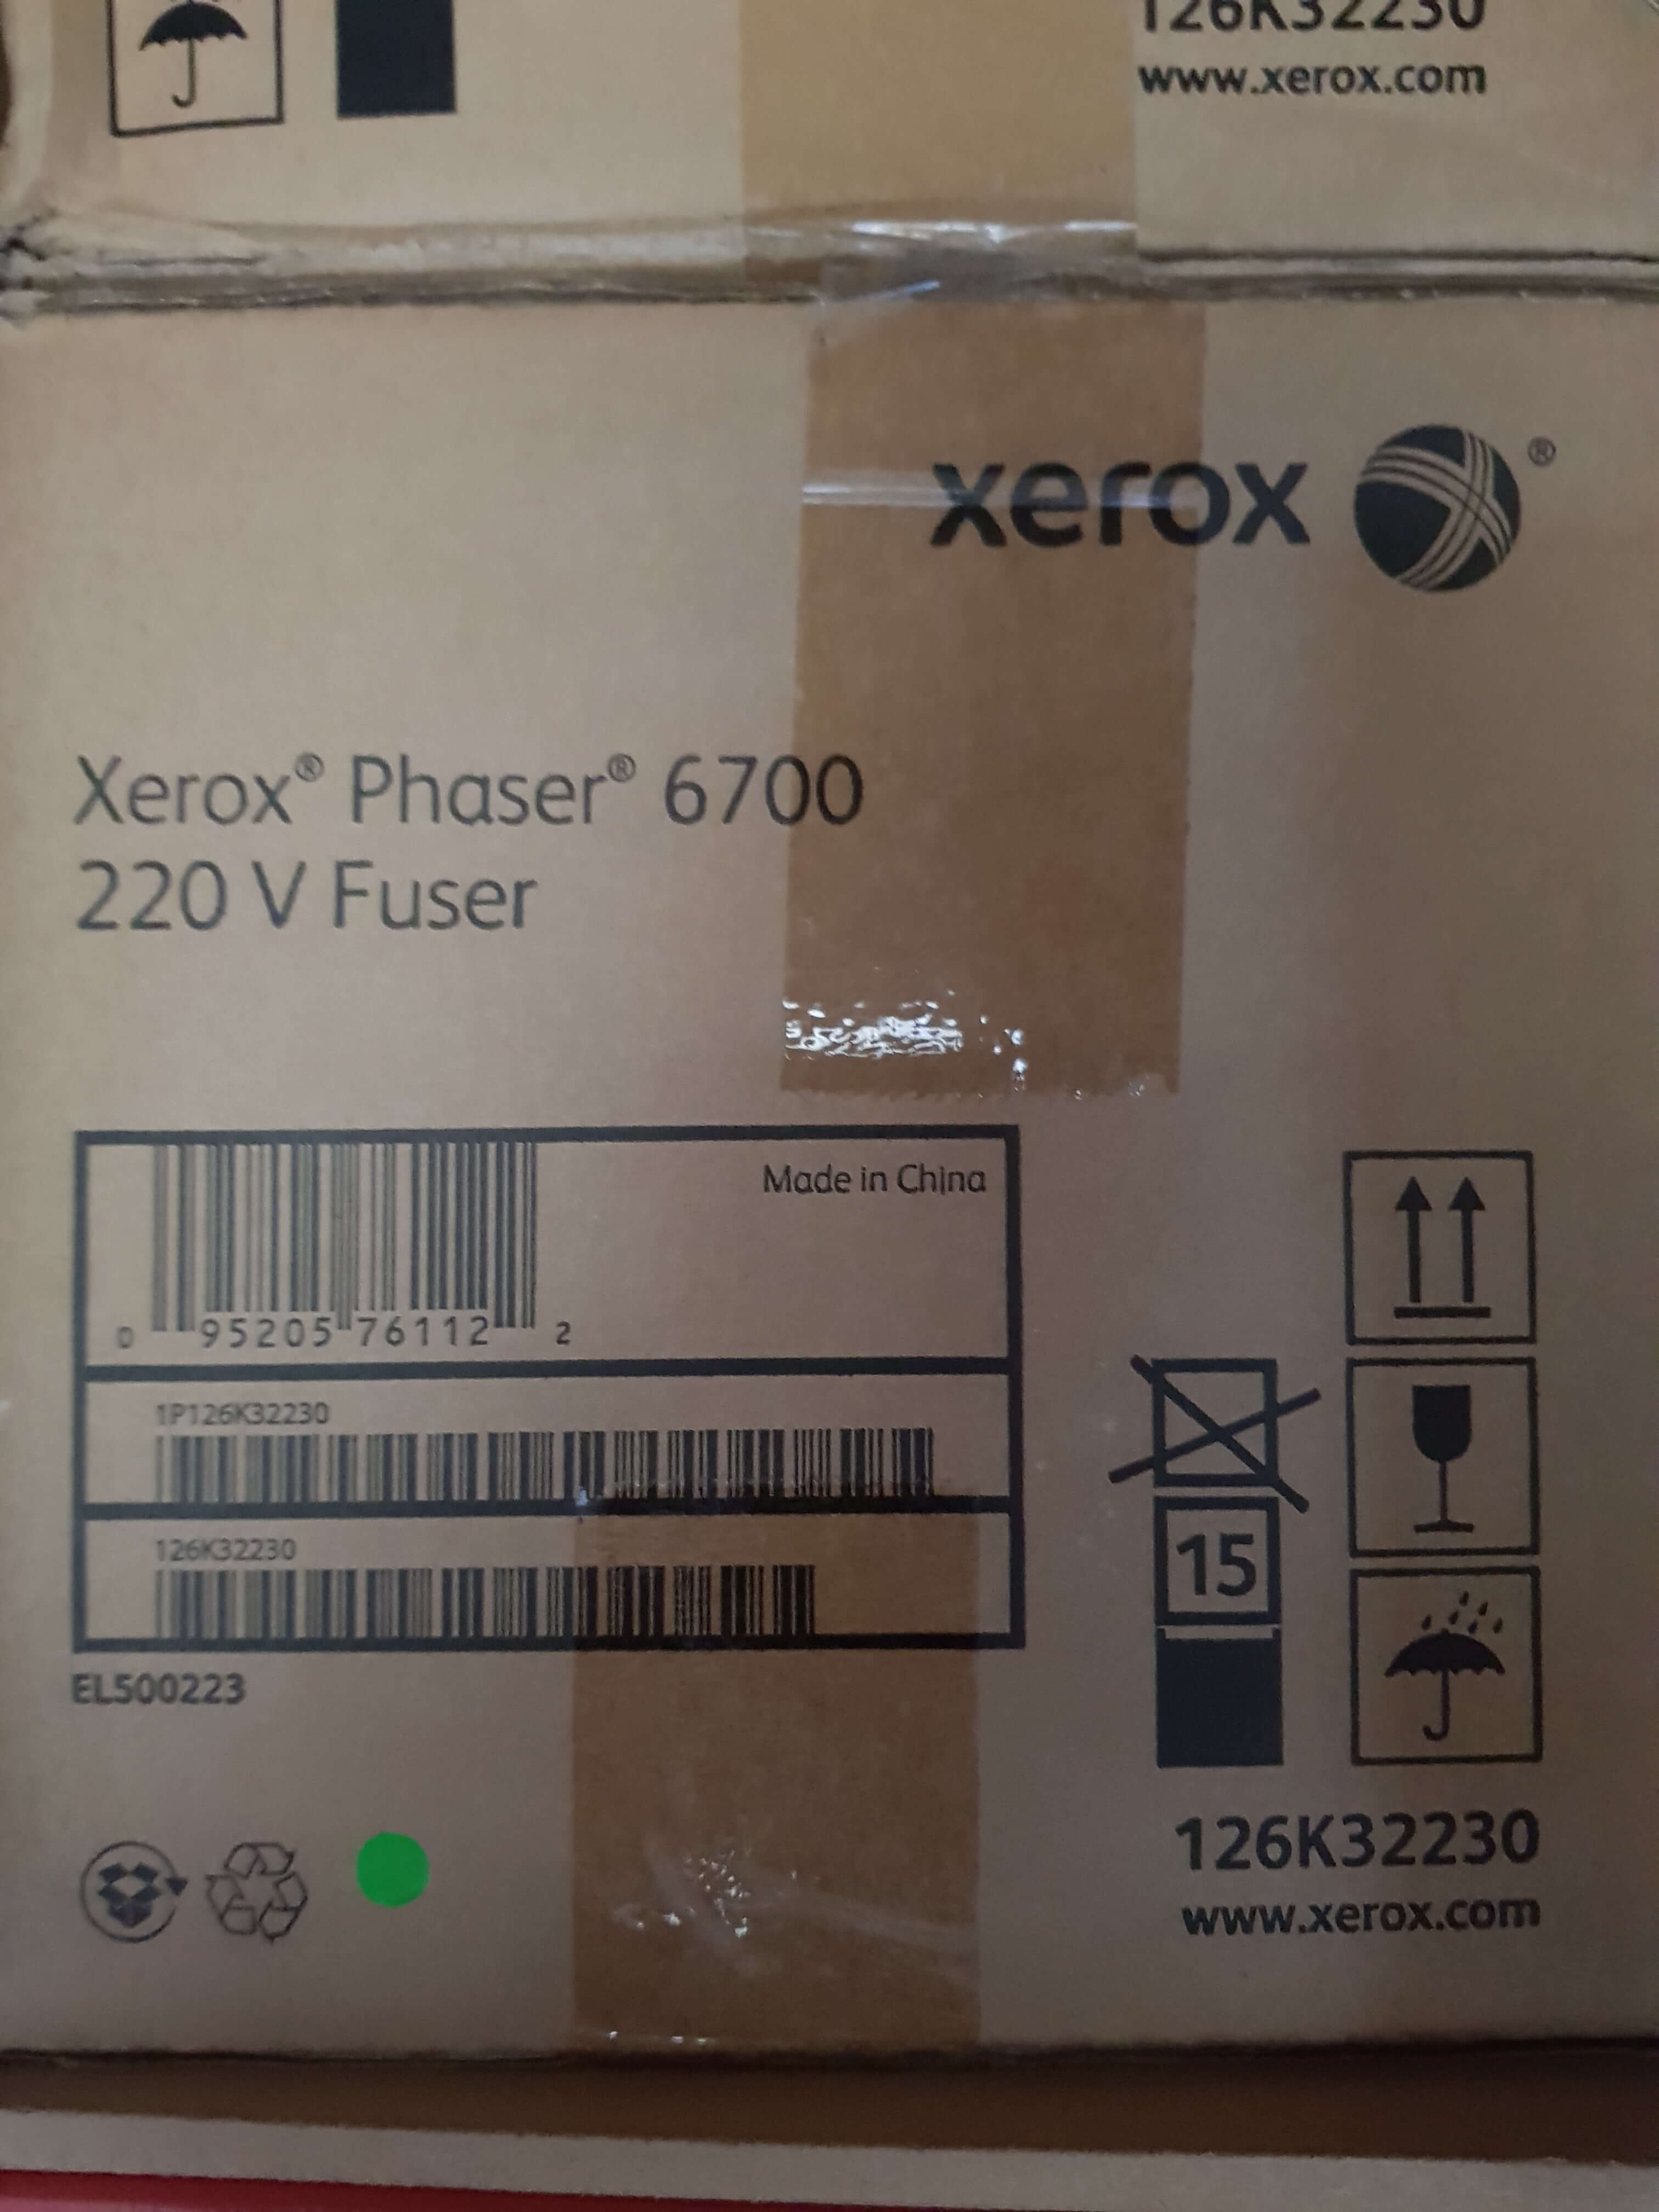 126K32230
www.xerox.com
xerox ®
Xerox® Phaser® 6700
220 V Fuser
Made in China
0 95205 76112 2
1P126K32230
126K32230
15
EL500223
126K32230
www.xerox.com